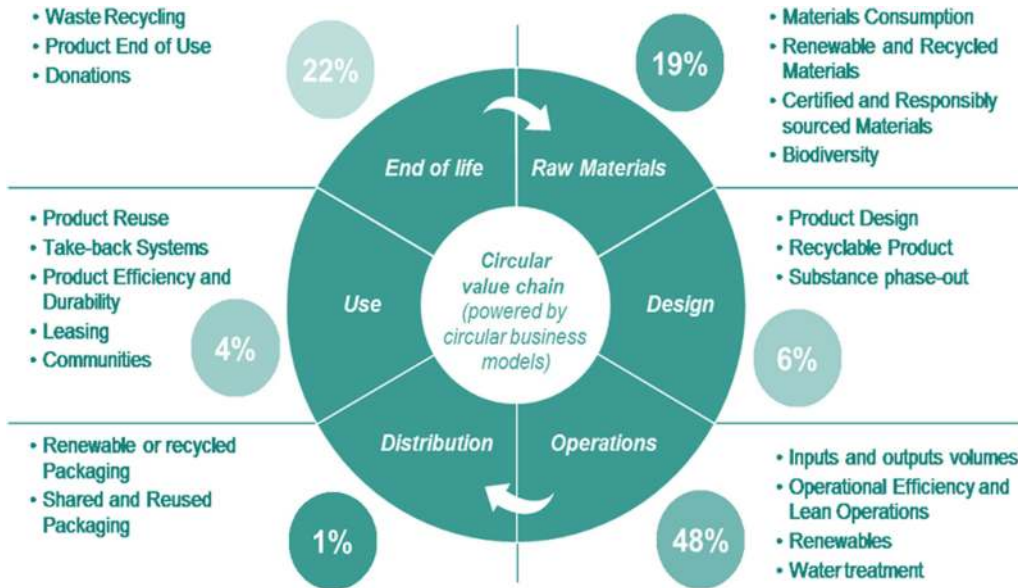 • Waste Recycling
• Product End of Use
• Donations
22%
19%
• Materials Consumption
• Renewable and Recycled
Materials
• Certified and Responsibly
sourced Materials
• Biodiversity
End of life
Raw Materials
• Product Reuse
• Take-back Systems
• Product Efficiency and
Durability
• Leasing
• Communities
4%
Use
Circular
value chain
(powered by
circular business
models)
Design
• Product Design
• Recyclable Product
• Substance phase-out
6%
• Renewable or recycled
Packaging
• Shared and Reused
Packaging
1%
Distribution
Operations
48%
• Inputs and outputs volumes
• Operational Efficiency and
Lean Operations
• Renewables
• Water treatment